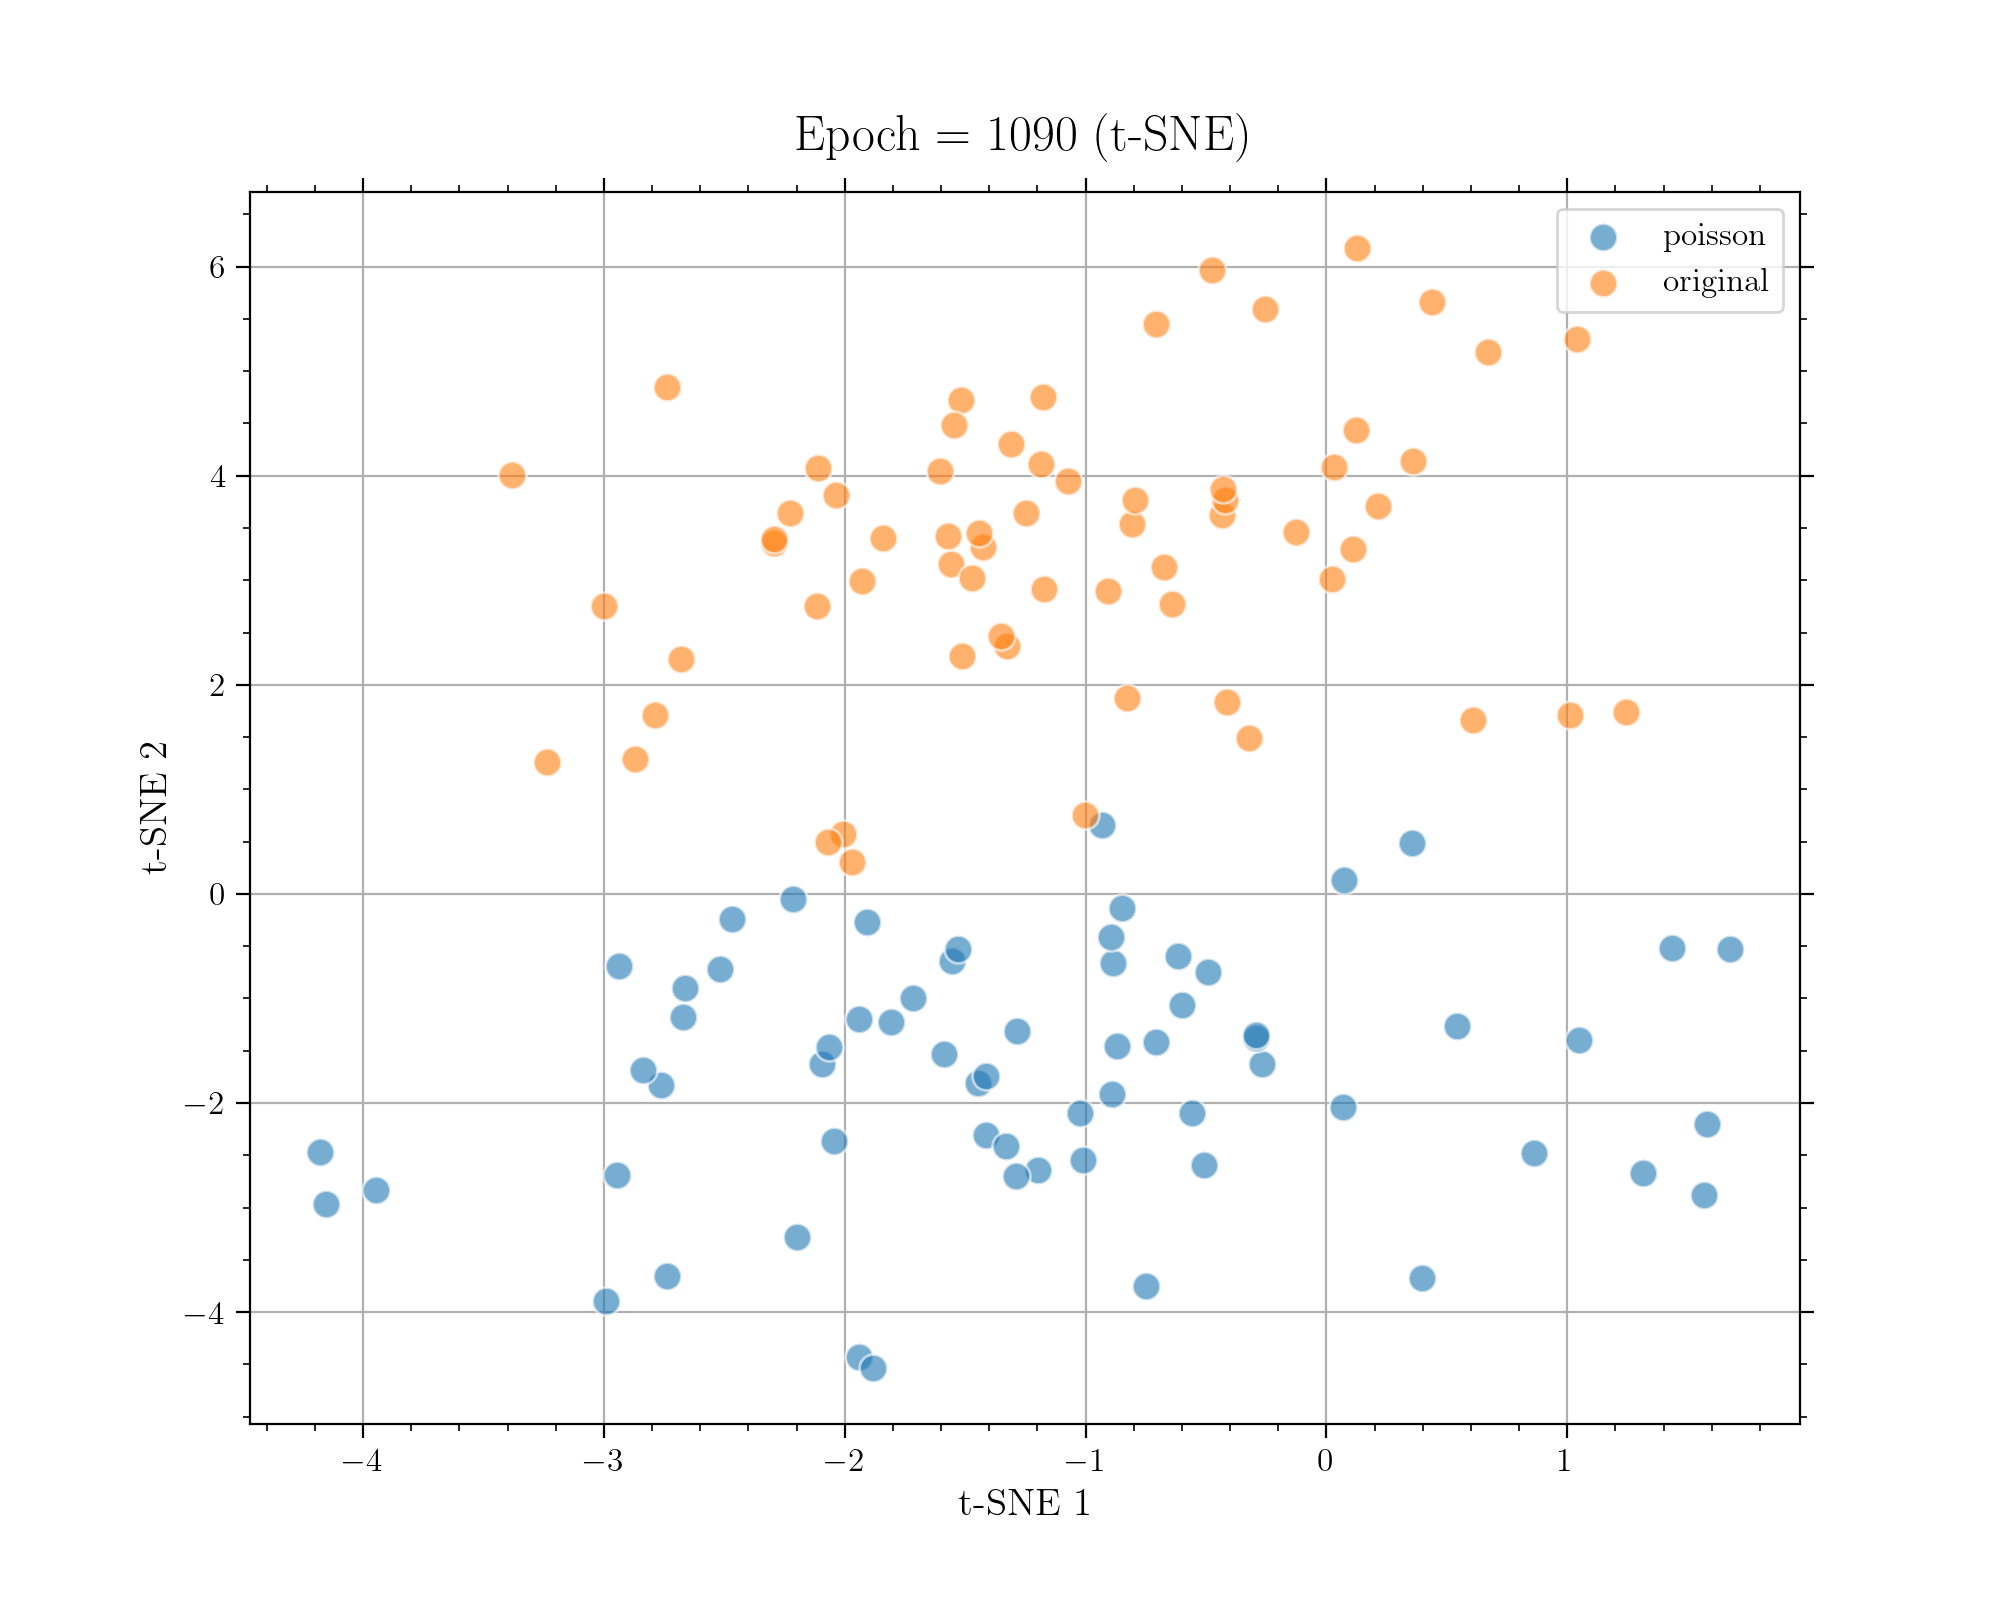 Epoch = 1090 (t-SNE)
poisson
original
6
4
2
0
−2
−4
t-SNE 2
−4 −3 −2 −1 0 1
t-SNE 1